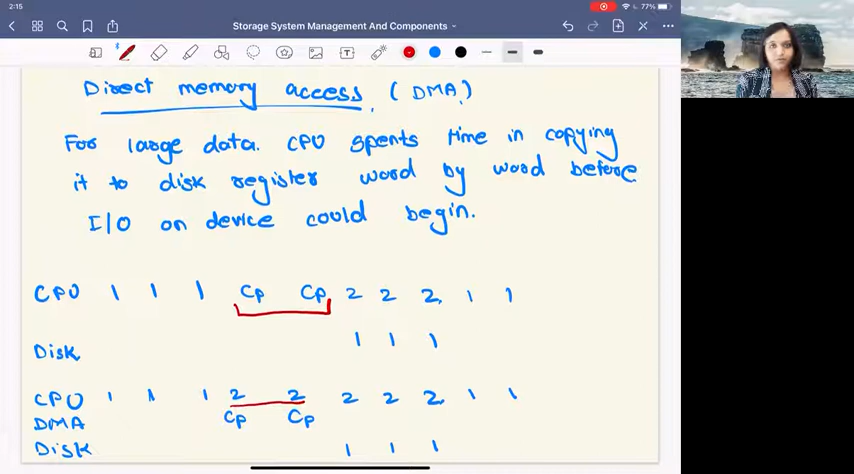 2:15
77%
Storage System Management And Components
Direct memory access, (DMA)
For large data. CPU spents time in copying
it to disk register word by word before
I/O on device could begin.
CPU 1 1 1 Cp Cp 2 2 2, 1 1
Disk 1 1 1
CPU 1 1 1 2 2 2 2 2, 1 1
DMA Cp Cp
Disk 1 1 1